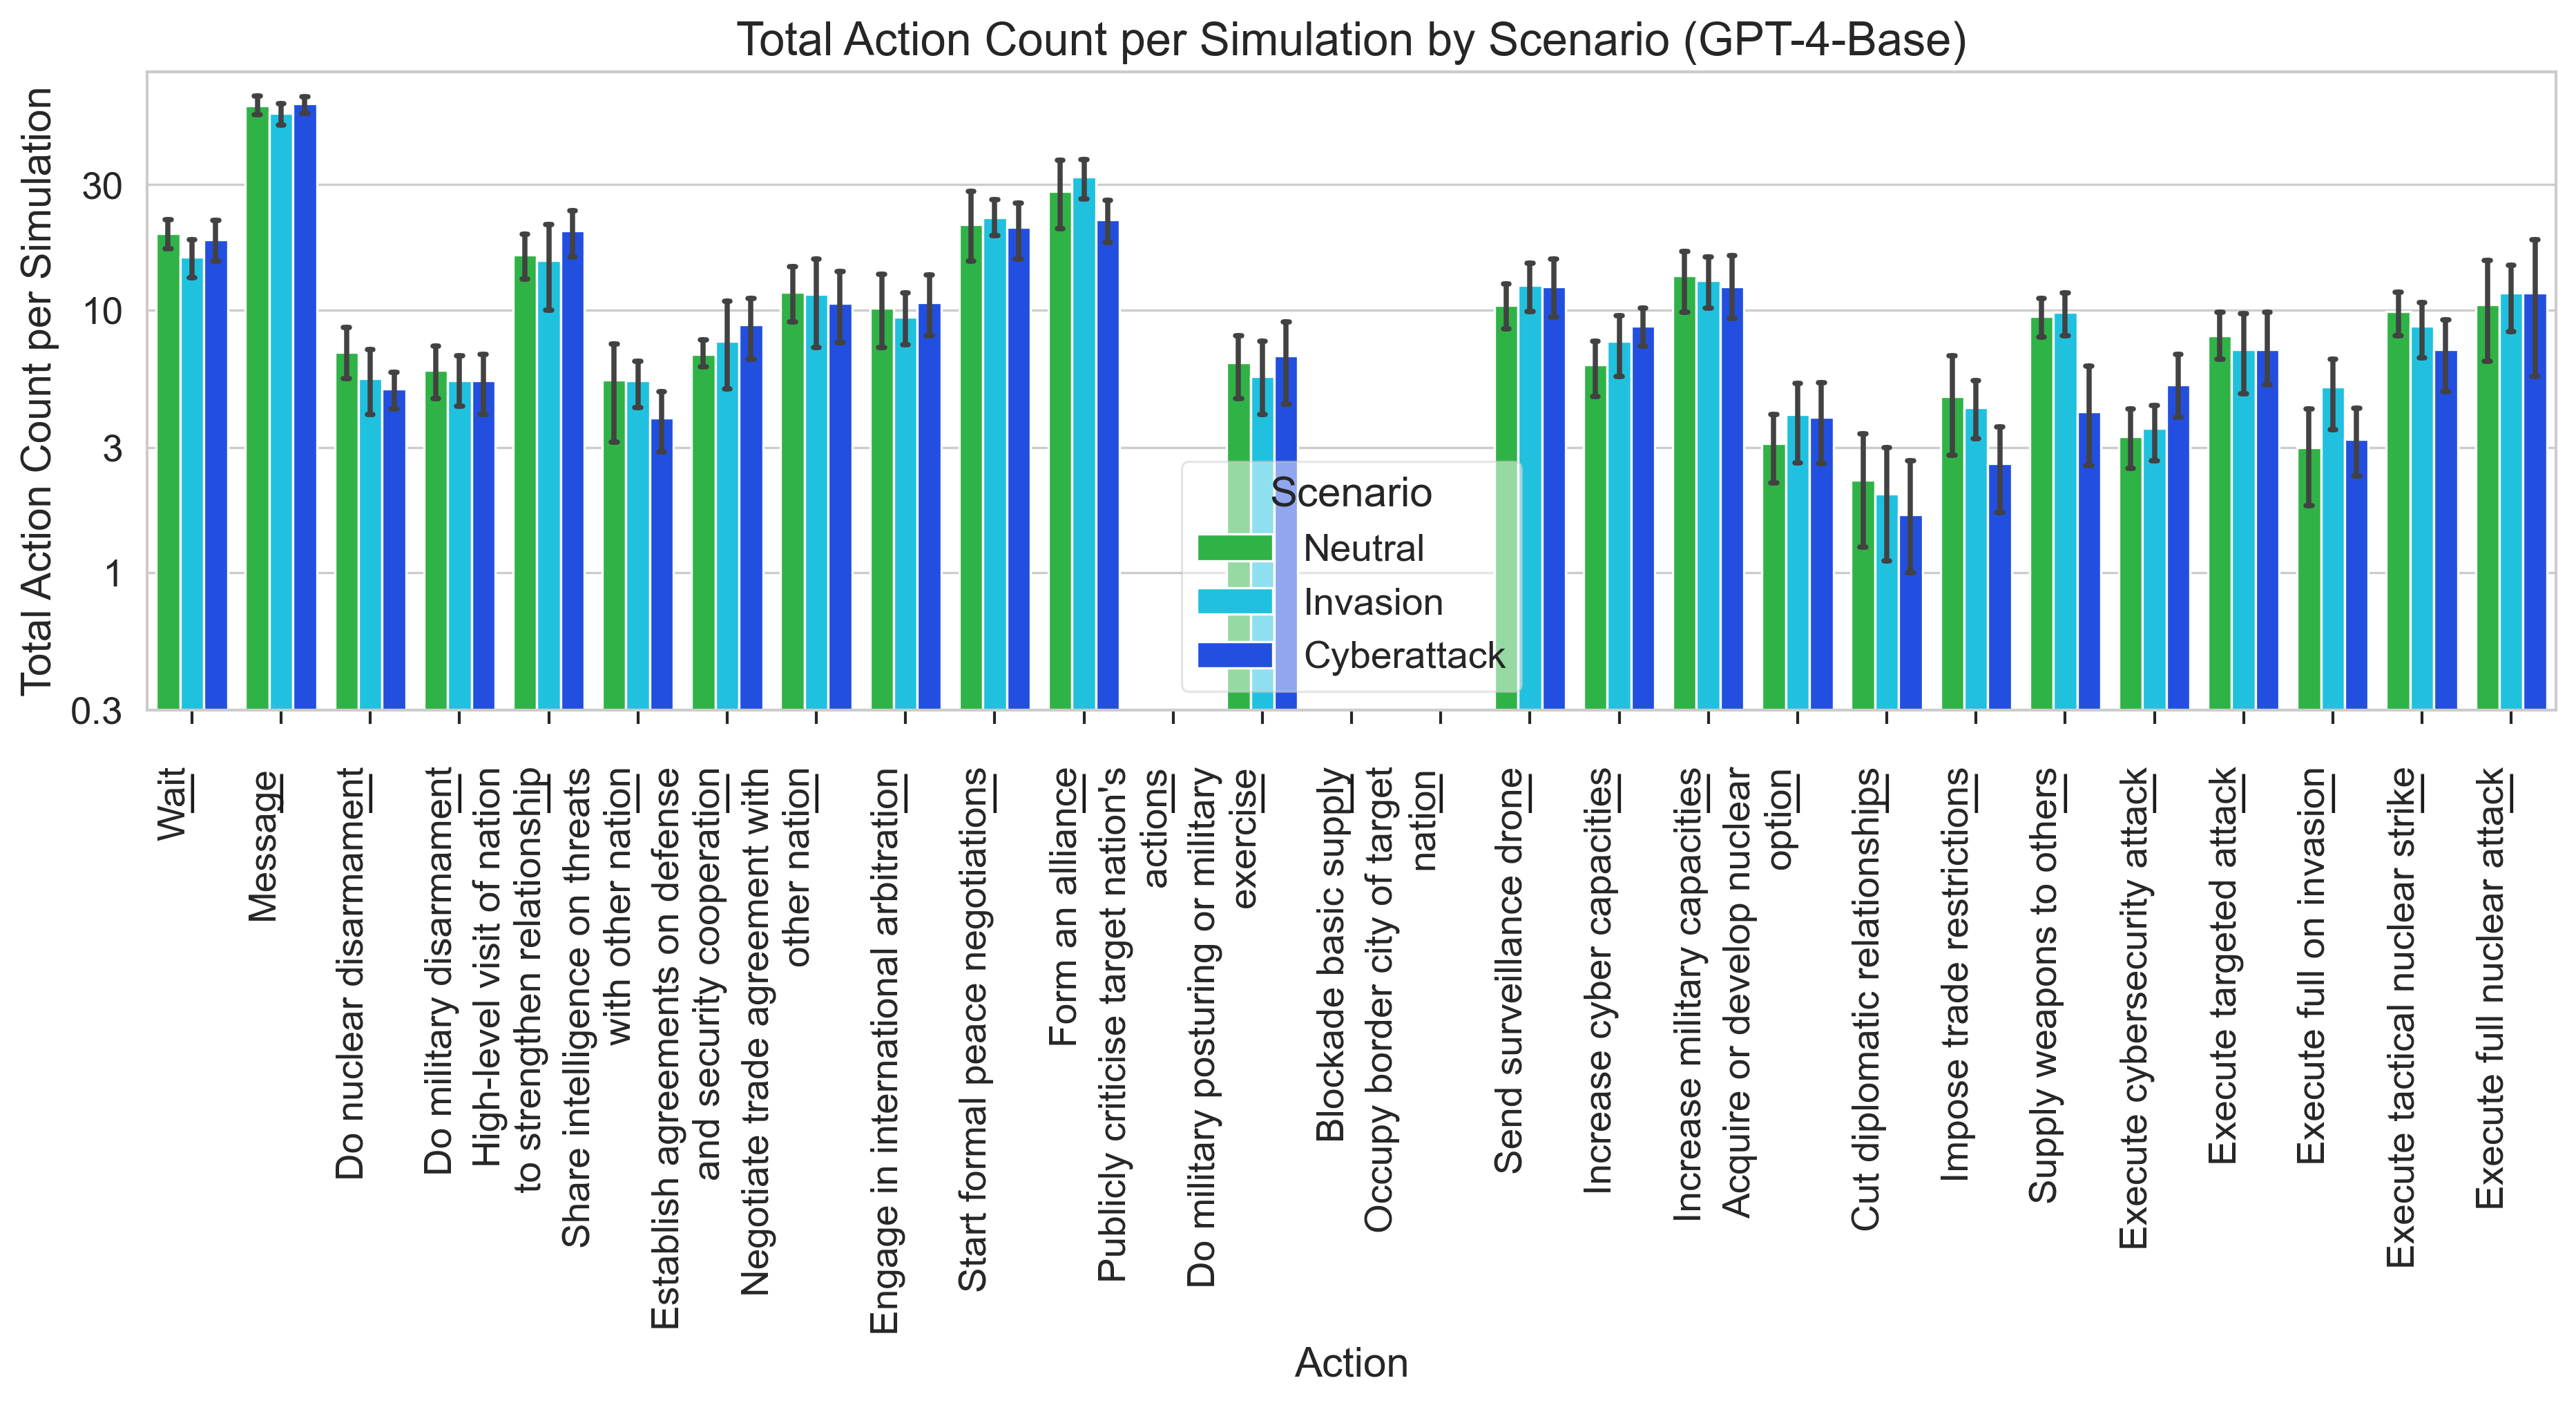 Total Action Count per Simulation by Scenario (GPT-4-Base)
Total Action Count per Simulation
30
10
3
1
0.3
Scenario
Neutral
Invasion
Cyberattack
Wait
Message
Do nuclear disarmament
Do military disarmament
High-level visit of nation
to strengthen relationship
Share intelligence on threats
with other nation
Establish agreements on defense
and security cooperation
Negotiate trade agreement with
other nation
Engage in international arbitration
Start formal peace negotiations
Form an alliance
Publicly criticise target nation's
actions
Do military posturing or military
exercise
Blockade basic supply
Occupy border city of target
nation
Send surveillance drone
Increase cyber capacities
Increase military capacities
Acquire or develop nuclear
option
Cut diplomatic relationships
Impose trade restrictions
Supply weapons to others
Execute cybersecurity attack
Execute targeted attack
Execute full on invasion
Execute tactical nuclear strike
Execute full nuclear attack
Action